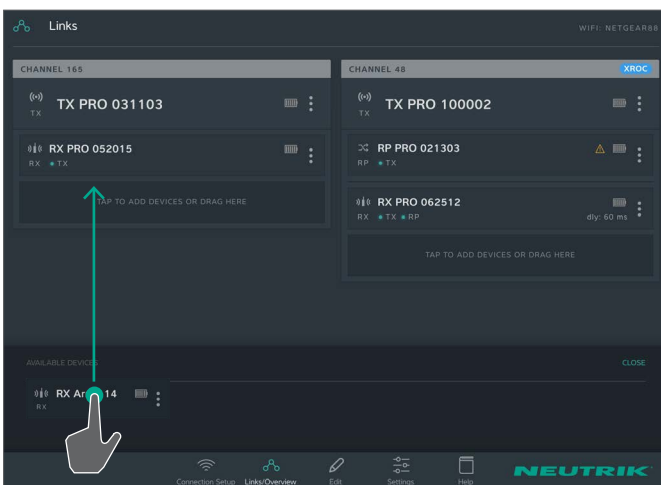 Links
WIFI: NETGEAR88
CHANNEL 165
TX PRO 031103
TX
RX PRO 052015
RX TX
TAP TO ADD DEVICES OR DRAG HERE
CHANNEL 48 XROC
TX PRO 100002
TX
RP PRO 021303
RP TX
RX PRO 062512
RX TX RP dly: 60 ms
TAP TO ADD DEVICES OR DRAG HERE
AVAILABLE DEVICES CLOSE
RX 14
RX
Connection Setup Links/Overview Edit Settings Help
NEUTRIK